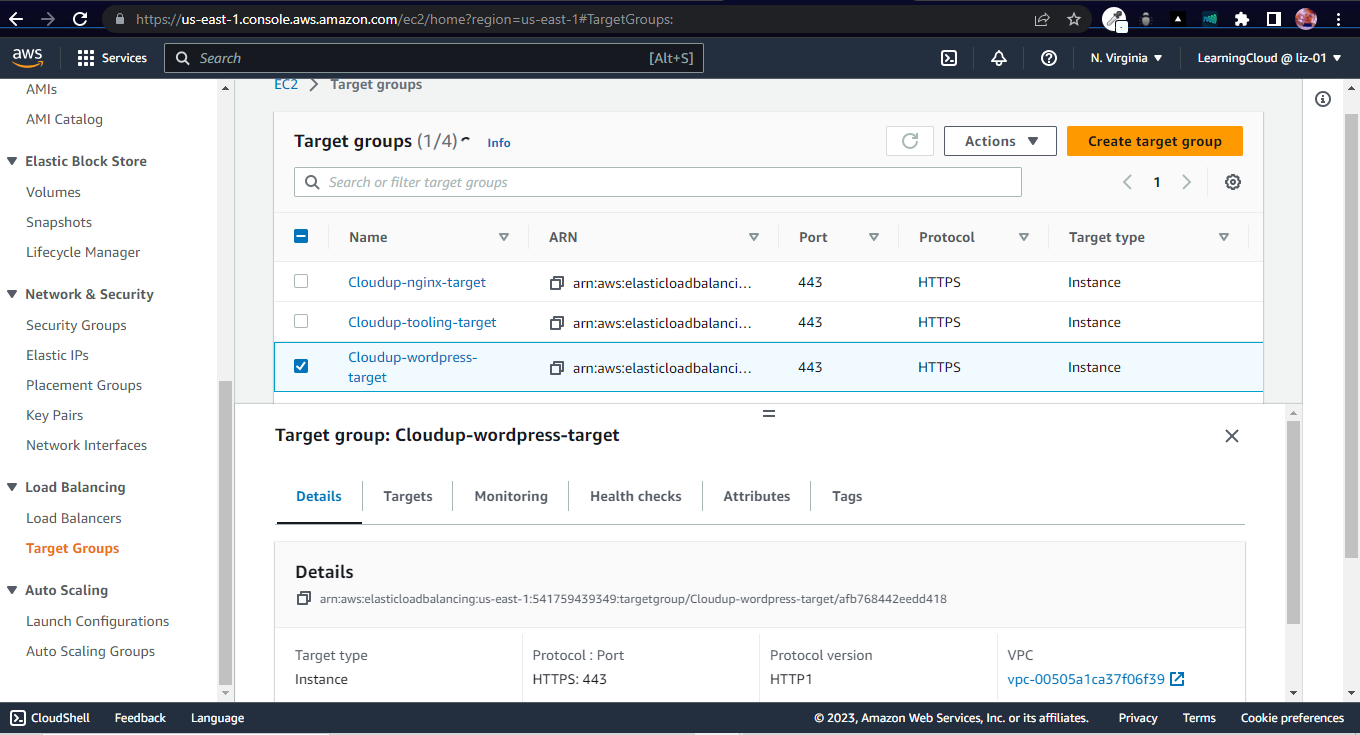 https://us-east-1.console.aws.amazon.com/ec2/home?region=us-east-1#TargetGroups:
aws
Services
Search
[Alt+S]
N. Virginia
LearningCloud @ liz-01
AMIs
AMI Catalog
Elastic Block Store
Volumes
Snapshots
Lifecycle Manager
Network & Security
Security Groups
Elastic IPs
Placement Groups
Key Pairs
Network Interfaces
Load Balancing
Load Balancers
Target Groups
Auto Scaling
Launch Configurations
Auto Scaling Groups
EC2 > Target groups
Target groups (1/4) Info
Actions
Create target group
Search or filter target groups
1
Name ARN Port Protocol Target type
Cloudup-nginx-target arn:aws:elasticloadbalanci... 443 HTTPS Instance
Cloudup-tooling-target arn:aws:elasticloadbalanci... 443 HTTPS Instance
Cloudup-wordpress-
target arn:aws:elasticloadbalanci... 443 HTTPS Instance
Target group: Cloudup-wordpress-target
Details Targets Monitoring Health checks Attributes Tags
Details
arn:aws:elasticloadbalancing:us-east-1:541759439349:targetgroup/Cloudup-wordpress-target/afb768442eedd418
Target type Protocol : Port Protocol version VPC
Instance HTTPS: 443 HTTP1 vpc-00505a1ca37f06f39
CloudShell Feedback Language © 2023, Amazon Web Services, Inc. or its affiliates. Privacy Terms Cookie preferences